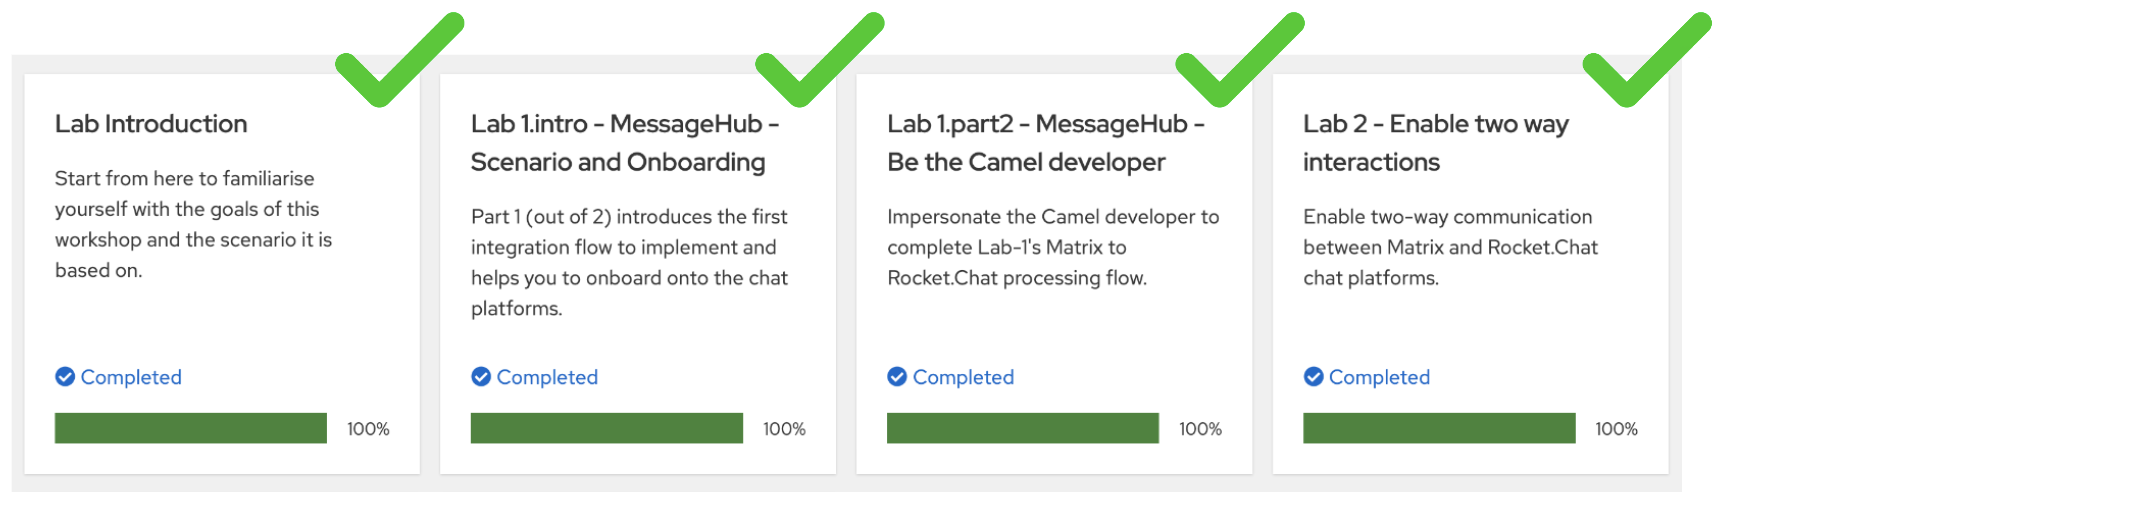 Lab Introduction
Start from here to familiarise
yourself with the goals of this
workshop and the scenario it is
based on.
Completed
100%
Lab 1.intro - MessageHub -
Scenario and Onboarding
Part 1 (out of 2) introduces the first
integration flow to implement and
helps you to onboard onto the chat
platforms.
Completed
100%
Lab 1.part2 - MessageHub -
Be the Camel developer
Impersonate the Camel developer to
complete Lab-1's Matrix to
Rocket.Chat processing flow.
Completed
100%
Lab 2 - Enable two way
interactions
Enable two-way communication
between Matrix and Rocket.Chat
chat platforms.
Completed
100%